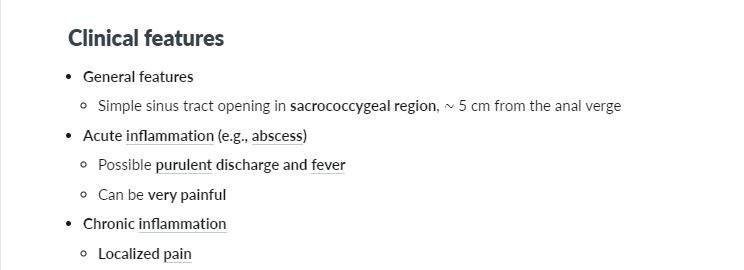 Clinical features
• General features
◦ Simple sinus tract opening in sacrococcygeal region, ~ 5 cm from the anal verge
• Acute inflammation (e.g., abscess)
◦ Possible purulent discharge and fever
◦ Can be very painful
• Chronic inflammation
◦ Localized pain